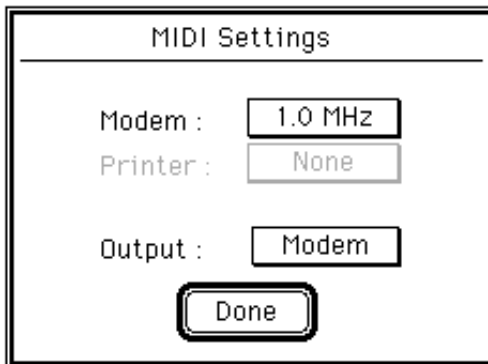 MIDI Settings
Modem : 1.0 MHz
Printer : None
Output : Modem
Done